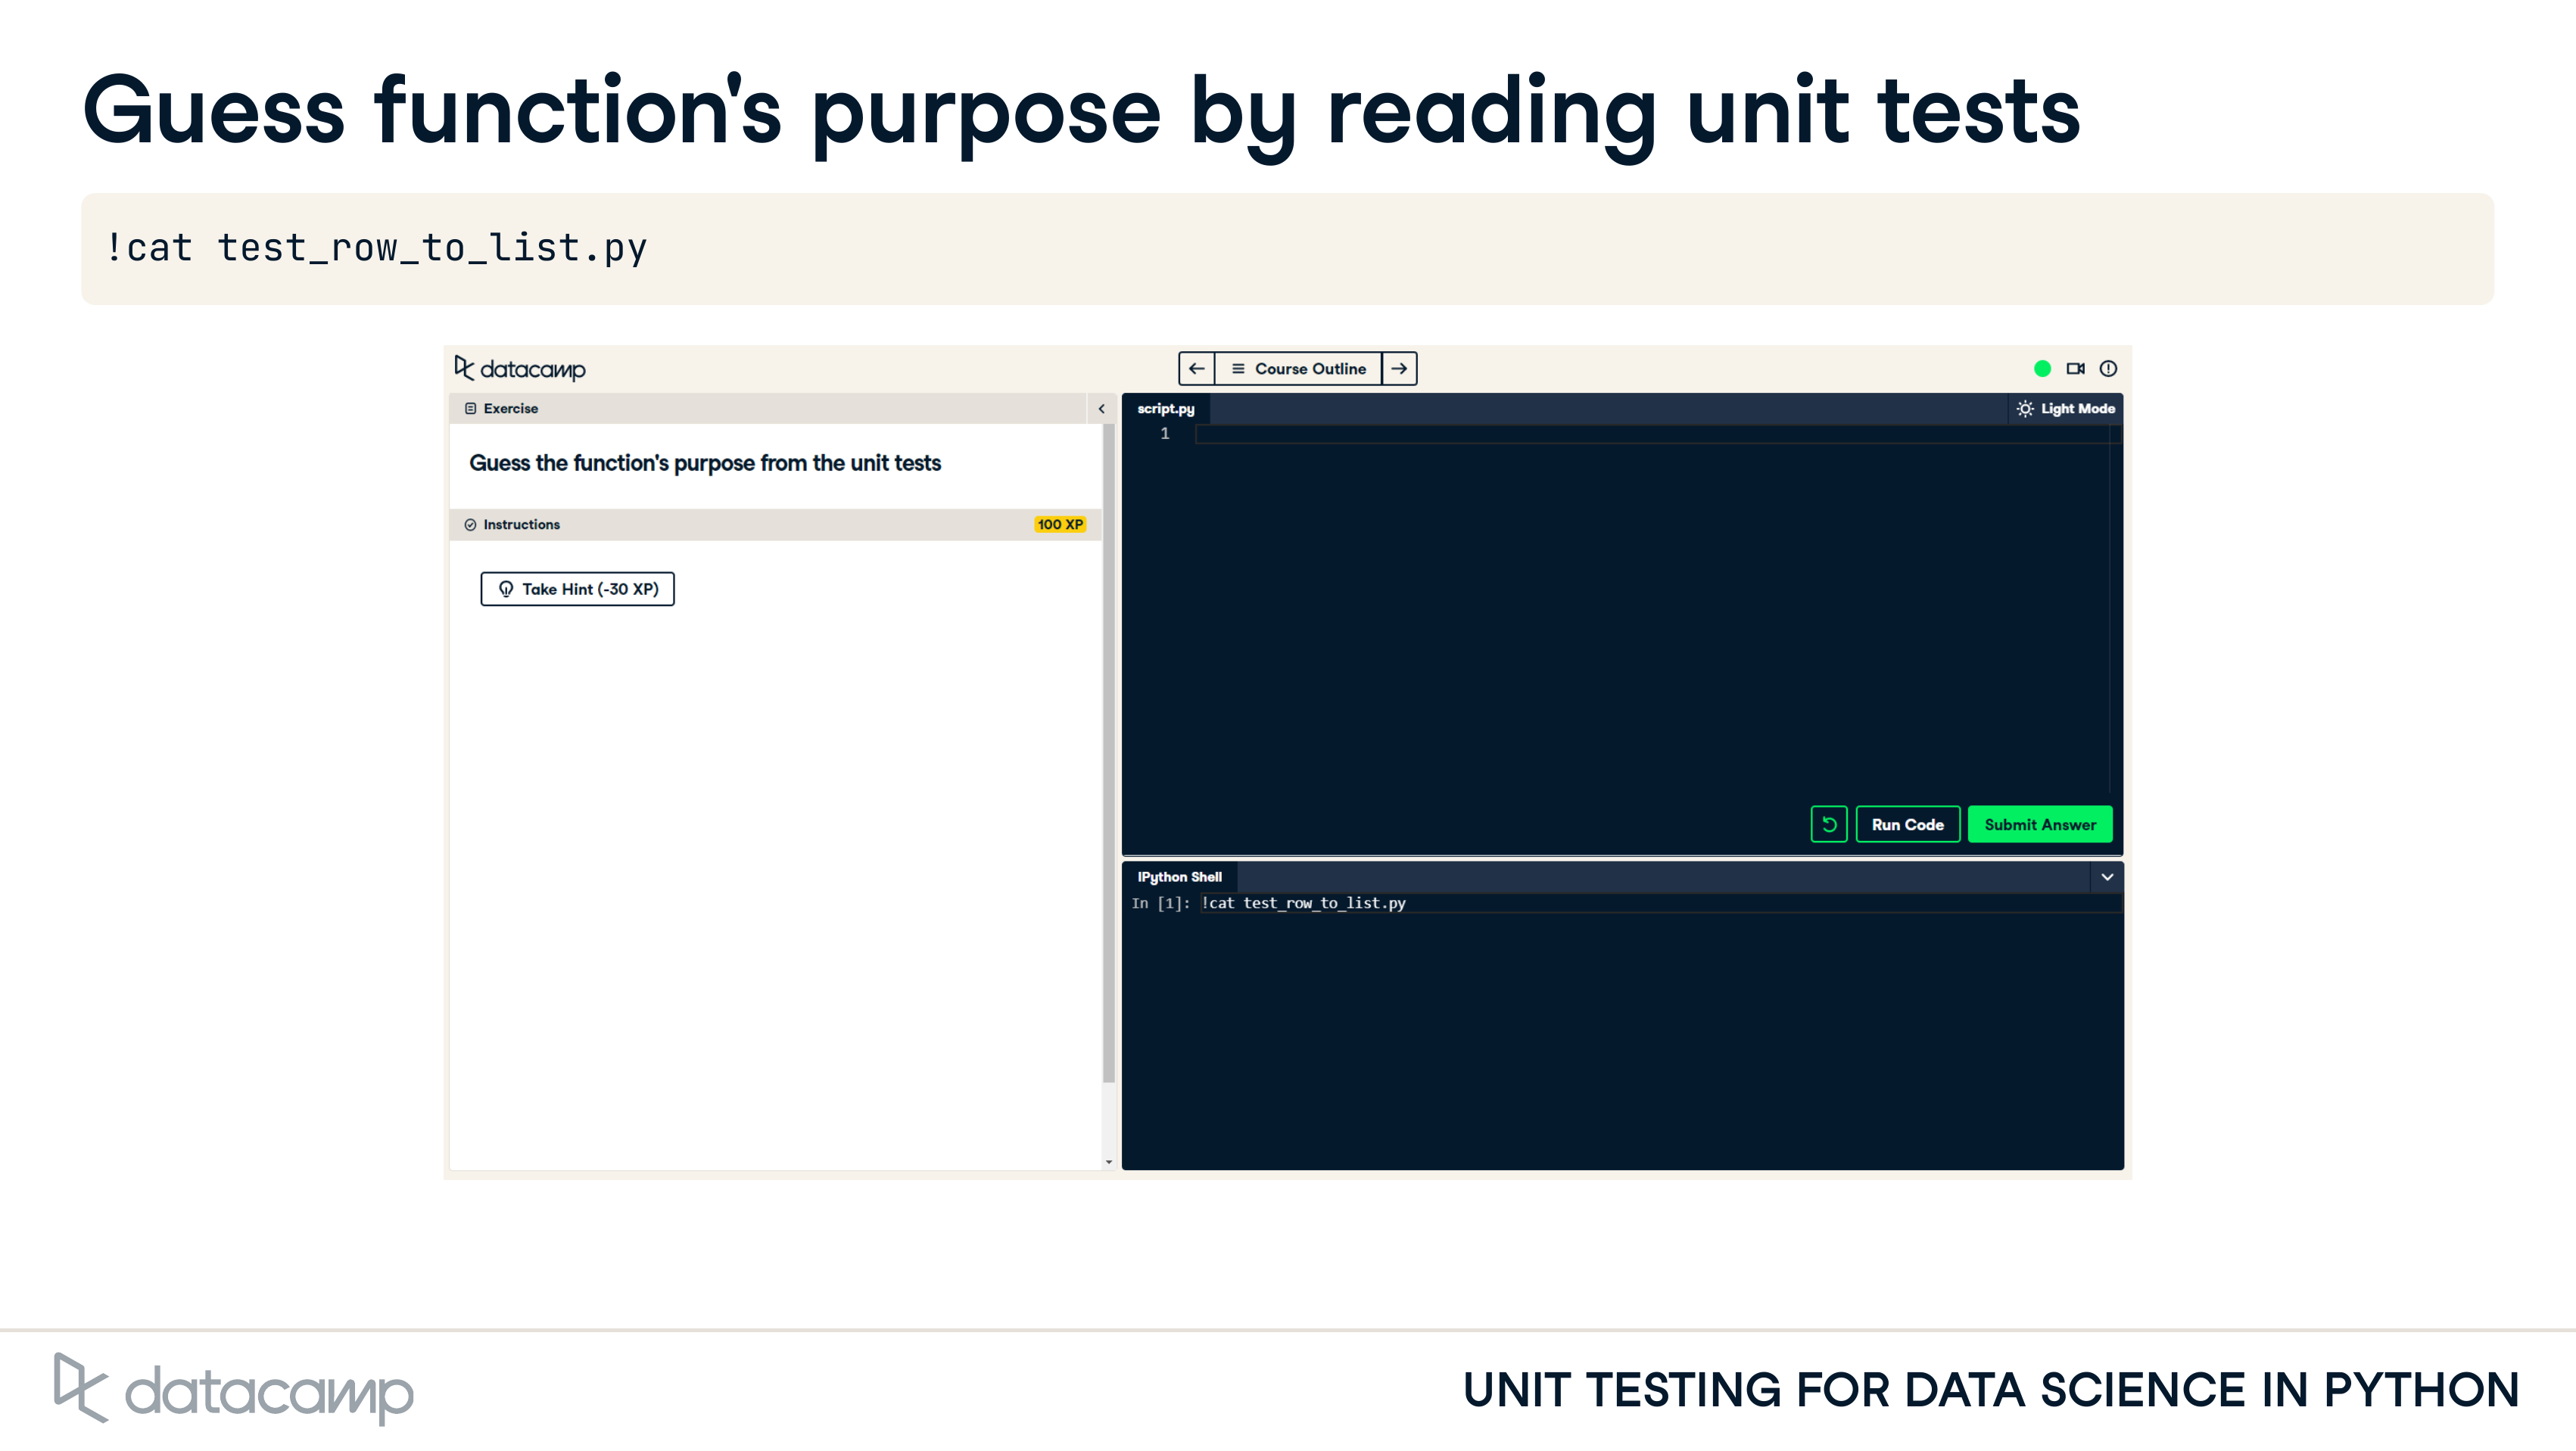 Guess function's purpose by reading unit tests
!cat test_row_to_list.py
datacamp
Course Outline
Exercise
Guess the function's purpose from the unit tests
Instructions
100 XP
Take Hint (-30 XP)
script.py
Light Mode
1
Run Code
Submit Answer
IPython Shell
In [1]: !cat test_row_to_list.py
datacamp
UNIT TESTING FOR DATA SCIENCE IN PYTHON